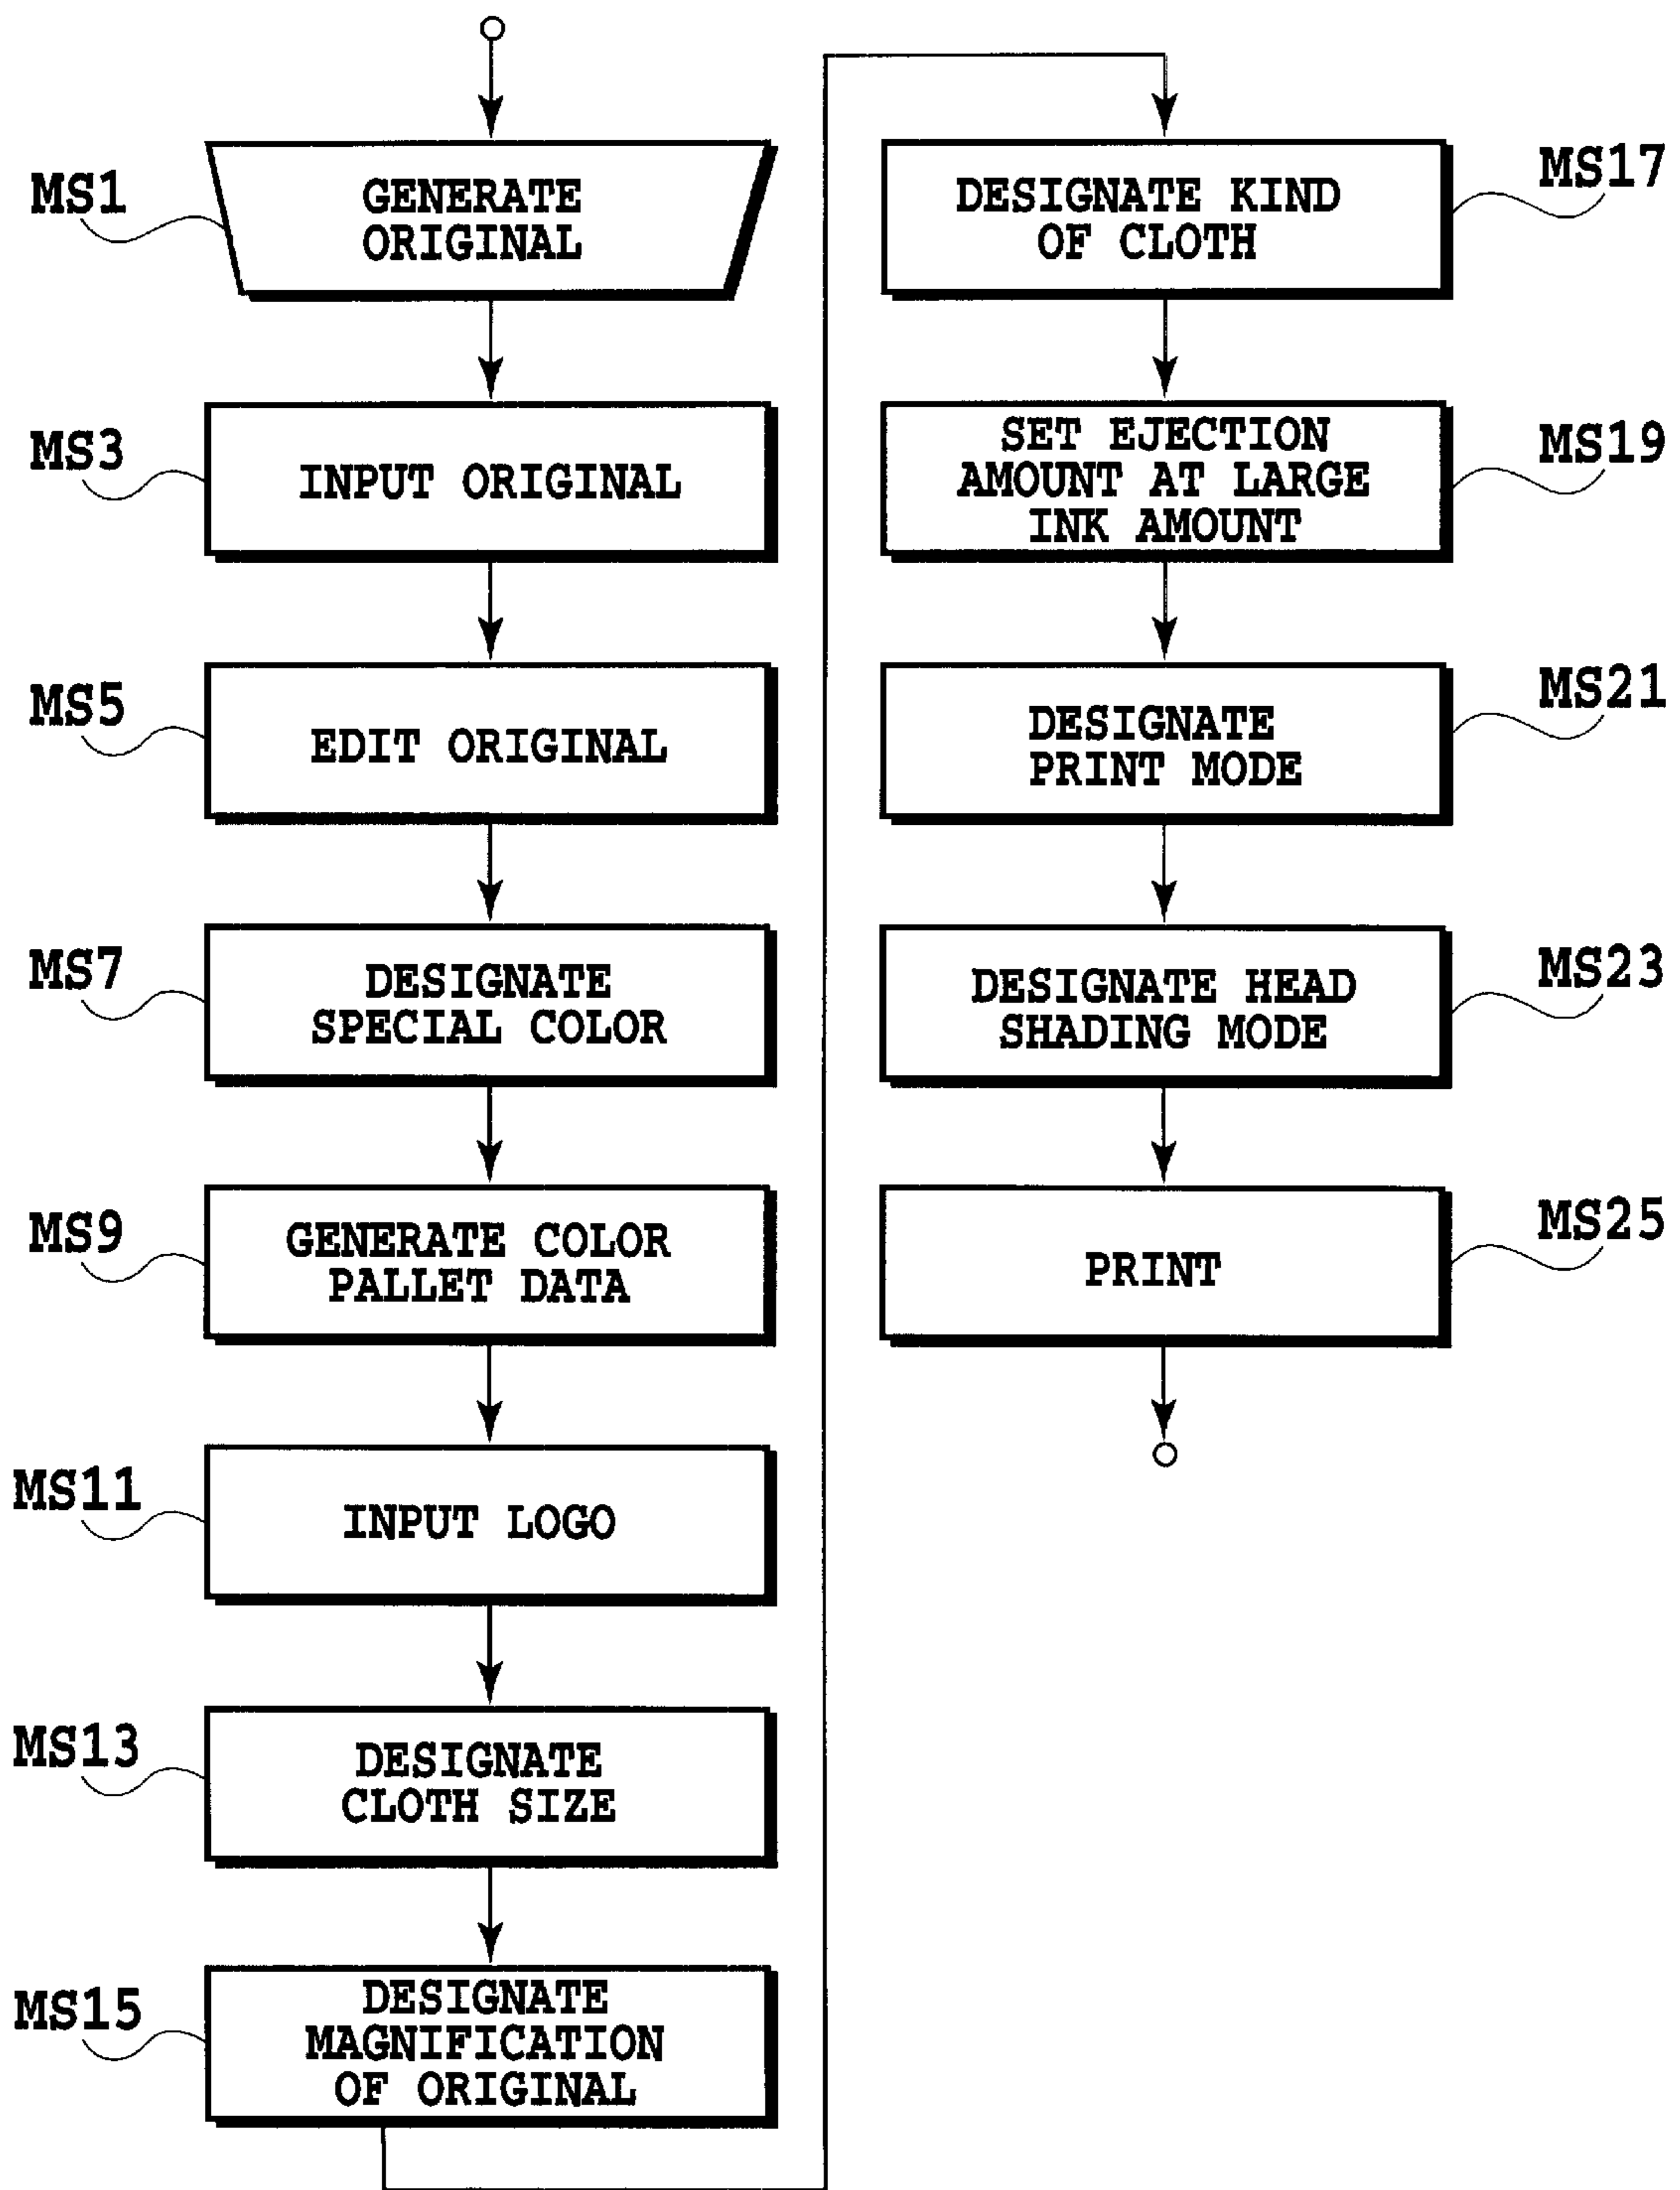 MS1
GENERATE
ORIGINAL
MS3
INPUT ORIGINAL
MS5
EDIT ORIGINAL
MS7
DESIGNATE
SPECIAL COLOR
MS9
GENERATE COLOR
PALLET DATA
MS11
INPUT LOGO
MS13
DESIGNATE
CLOTH SIZE
MS15
DESIGNATE
MAGNIFICATION
OF ORIGINAL
DESIGNATE KIND
OF CLOTH
MS17
SET EJECTION
AMOUNT AT LARGE
INK AMOUNT
MS19
DESIGNATE
PRINT MODE
MS21
DESIGNATE HEAD
SHADING MODE
MS23
PRINT
MS25